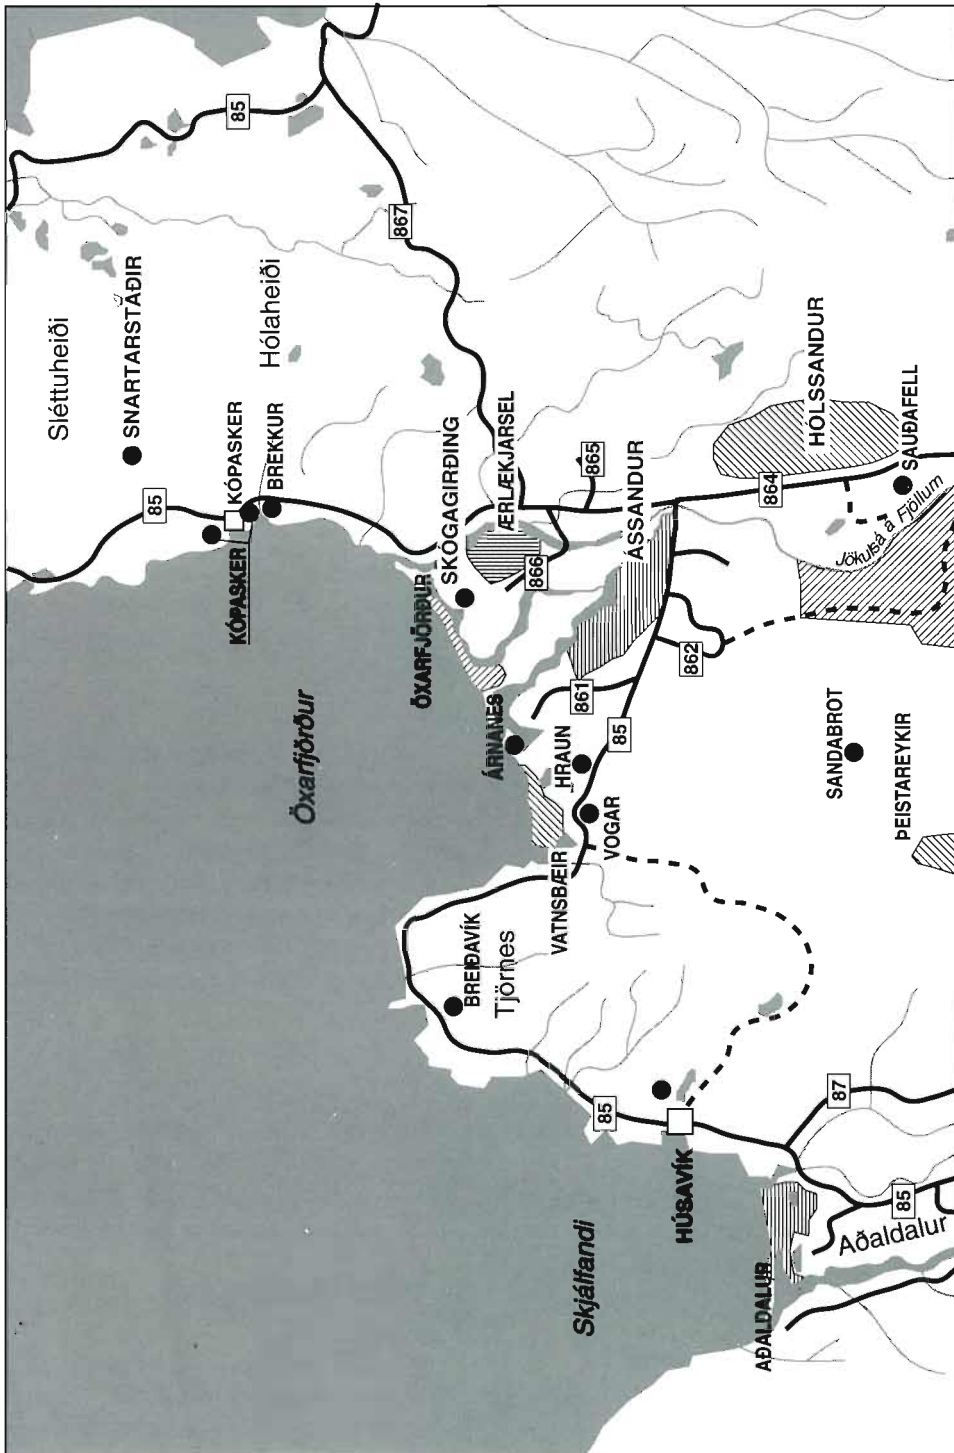 Sléttuheiði
SNARTARSTAÐIR
85
85
KÓPASKER
KÓPASKER
BREKKUR
Hólaheiði
867
Öxarfjörður
ÖXARFJÖRÐUR
SKÓGAGIRÐING
ÆRLÆKJARSEL
866
865
ÁSSANDUR
864
HÓLSSANDUR
SAUÐAFELL
Jökulsá á Fjöllum
ÁRNANES
861
862
HRAUN
85
VOGAR
VATNSBÆIR
SANDABROT
ÞEISTAREYKIR
BREIÐAVÍK
Tjörnes
85
HÚSAVÍK
87
Skjálfandi
AÐALDALUR
85
Aðaldalur